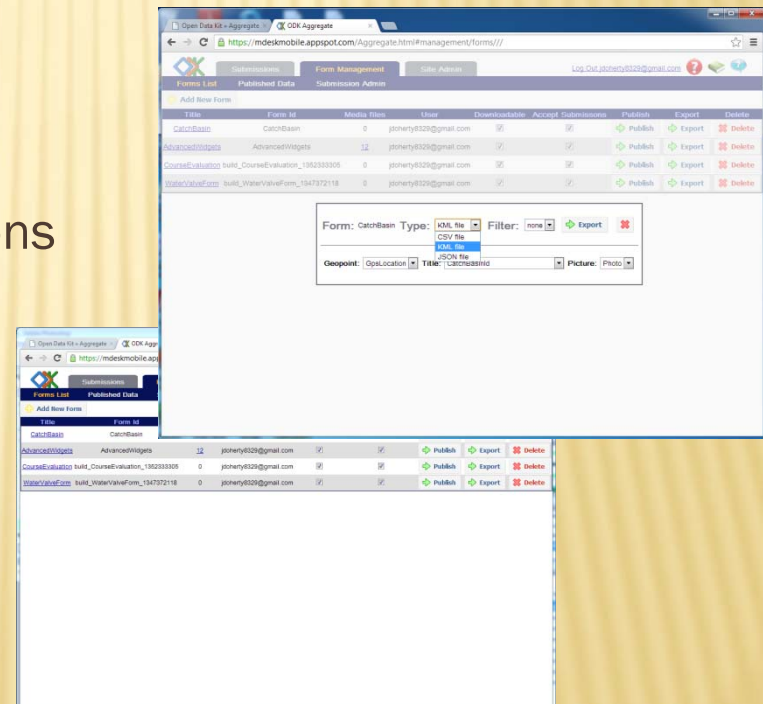 ns
Open Data Kit » Aggregate
ODK Aggregate
https://mdeskmobile.appspot.com/Aggregate.html#management/forms///
Submissions Form Management Site Admin Log Out jdoherty8329@gmail.com
Forms List Published Data Submission Admin
Add New Form
Title Form Id Media files User Downloadable Accept Submissions Publish Export Delete
CatchBasin CatchBasin 0 jdoherty8329@gmail.com Publish Export Delete
AdvancedWidgets AdvancedWidgets 12 jdoherty8329@gmail.com Publish Export Delete
CourseEvaluation build_CourseEvaluation_1352333305 0 jdoherty8329@gmail.com Publish Export Delete
WaterValveForm build_WaterValveForm_1347372118 0 jdoherty8329@gmail.com Publish Export Delete
Form: CatchBasin Type: KML file Filter: none Export
CSV file
KML file
JSON file
Geopoint: GpsLocation Title: CatchBasinId Picture: Photo
Open Data Kit » Aggregate ODK Aggr
https://mdeskmobile.app
Submissions
Forms List Published Data
Add New Form
Title Form Id
CatchBasin CatchBasin
AdvancedWidgets AdvancedWidgets 12 jdoherty8329@gmail.com Publish Export Delete
CourseEvaluation build_CourseEvaluation_1352333305 0 jdoherty8329@gmail.com Publish Export Delete
WaterValveForm build_WaterValveForm_1347372118 0 jdoherty8329@gmail.com Publish Export Delete